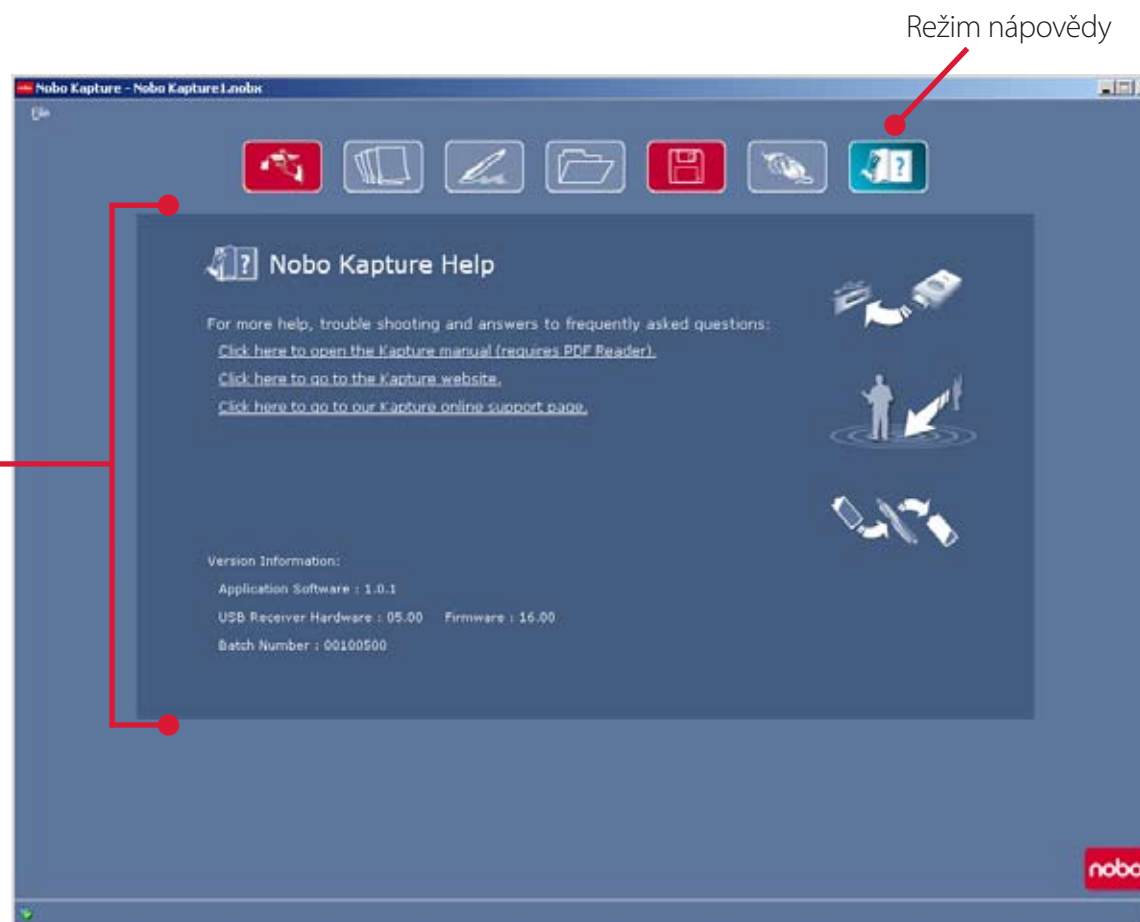 Režim nápovědy
Nobo Kapture - Nobo Kapture1.nobx
File
?
? Nobo Kapture Help
For more help, trouble shooting and answers to frequently asked questions:
Click here to open the Kapture manual (requires PDF Reader).
Click here to go to the Kapture website.
Click here to go to our Kapture online support page.
Version Information:
Application Software : 1.0.1
USB Receiver Hardware : 05.00 Firmware : 16.00
Batch Number : 00100500
nobo